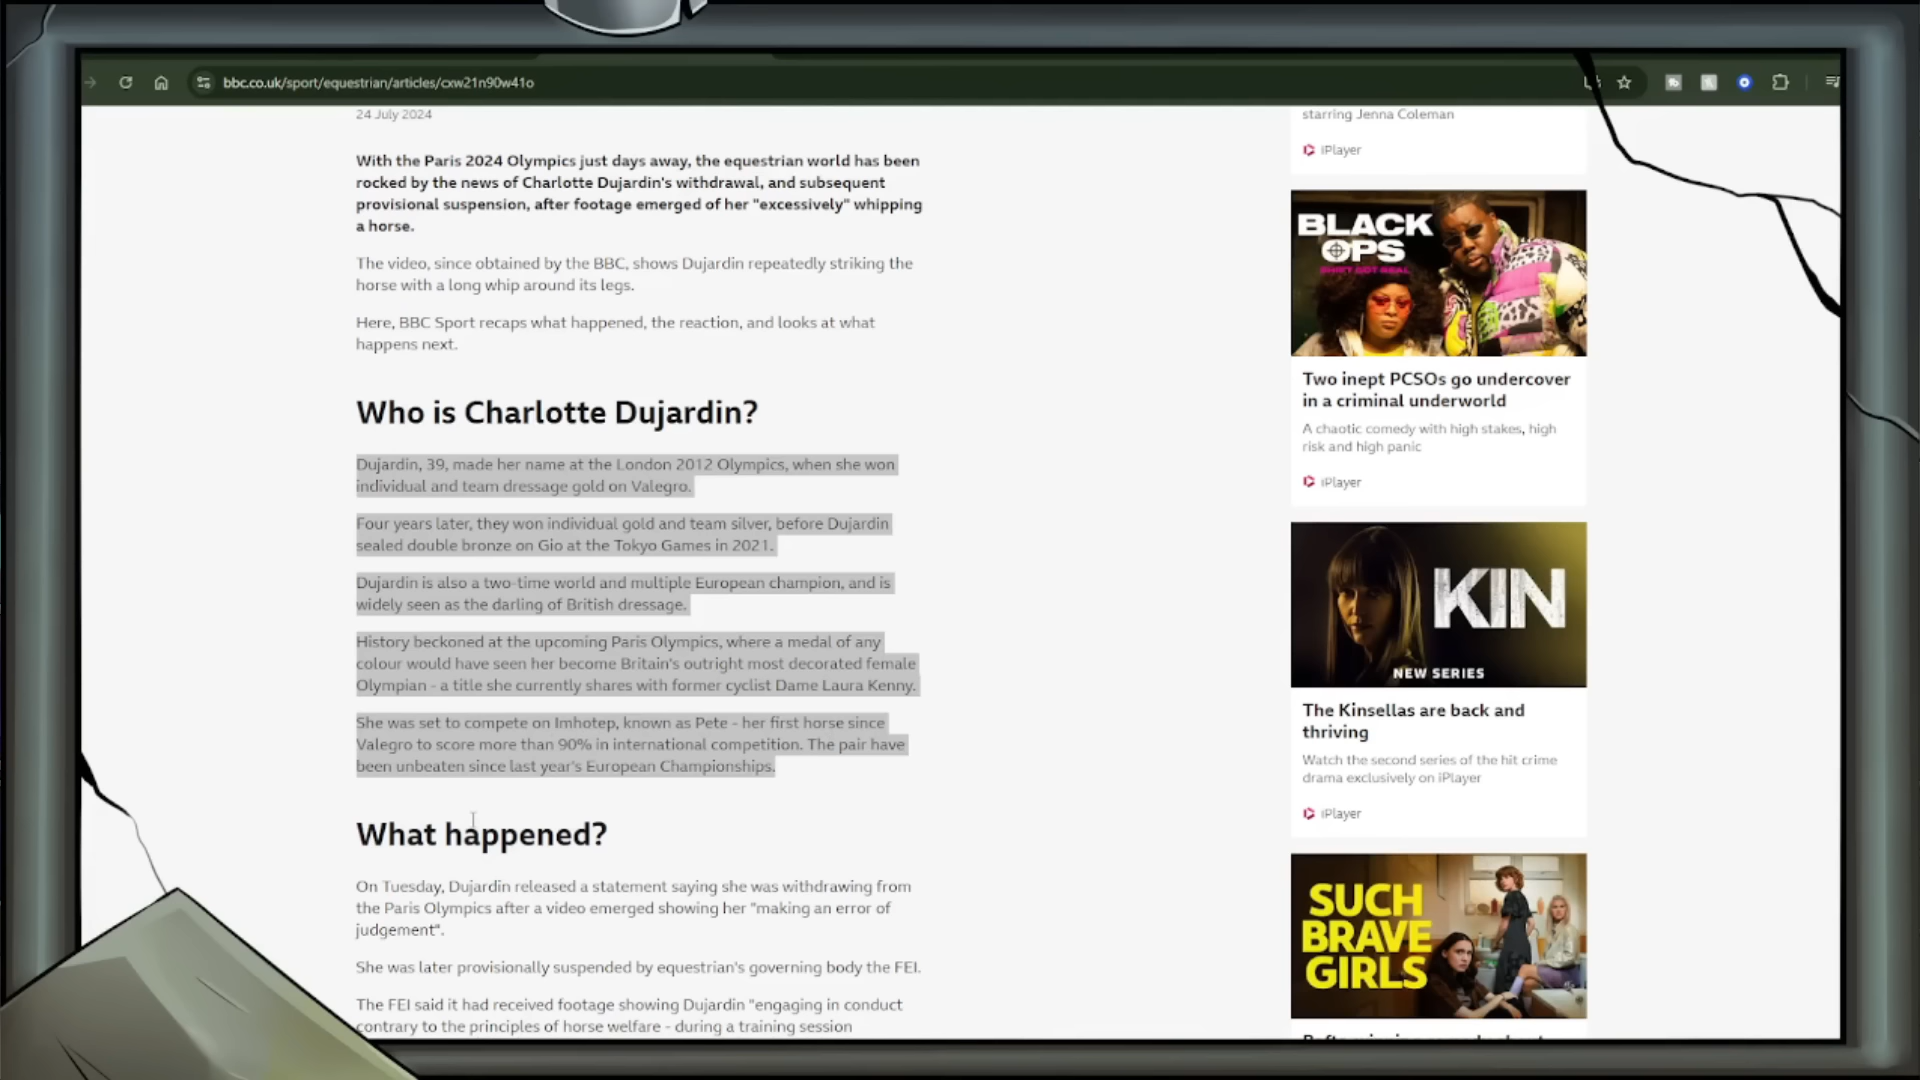 bbc.co.uk/sport/equestrian/articles/cxw21n90w41o
24 July 2024
With the Paris 2024 Olympics just days away, the equestrian world has been
rocked by the news of Charlotte Dujardin's withdrawal, and subsequent
provisional suspension, after footage emerged of her "excessively" whipping
a horse.
The video, since obtained by the BBC, shows Dujardin repeatedly striking the
horse with a long whip around its legs.
Here, BBC Sport recaps what happened, the reaction, and looks at what
happens next.
Who is Charlotte Dujardin?
Dujardin, 39, made her name at the London 2012 Olympics, when she won
individual and team dressage gold on Valegro.
Four years later, they won individual gold and team silver, before Dujardin
sealed double bronze on Gio at the Tokyo Games in 2021.
Dujardin is also a two-time world and multiple European champion, and is
widely seen as the darling of British dressage.
History beckoned at the upcoming Paris Olympics, where a medal of any
colour would have seen her become Britain's outright most decorated female
Olympian - a title she currently shares with former cyclist Dame Laura Kenny.
She was set to compete on Imhotep, known as Pete - her first horse since
Valegro to score more than 90% in international competition. The pair have
been unbeaten since last year's European Championships.
What happened?
On Tuesday, Dujardin released a statement saying she was withdrawing from
the Paris Olympics after a video emerged showing her "making an error of
judgement".
She was later provisionally suspended by equestrian's governing body the FEI.
The FEI said it had received footage showing Dujardin "engaging in conduct
contrary to the principles of horse welfare - during a training session
starring Jenna Coleman
iPlayer
BLACK
OPS
SHIT GOT REAL
Two inept PCSOs go undercover
in a criminal underworld
A chaotic comedy with high stakes, high
risk and high panic
iPlayer
KIN
NEW SERIES
The Kinsellas are back and
thriving
Watch the second series of the hit crime
drama exclusively on iPlayer
iPlayer
SUCH
BRAVE
GIRLS